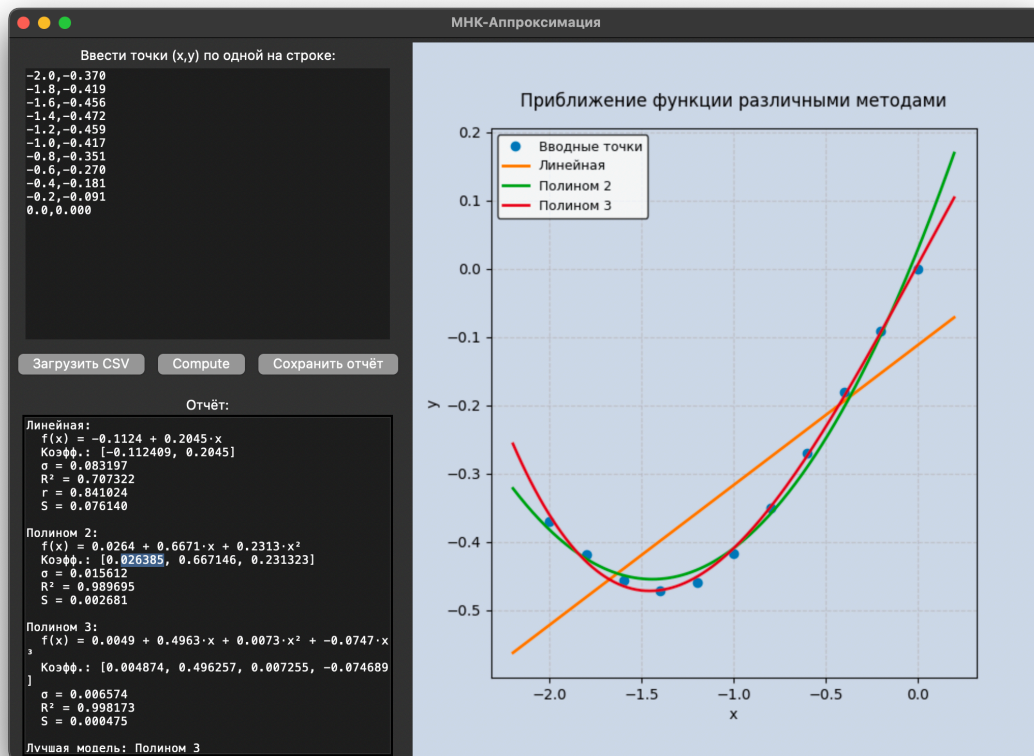 МНК-Аппроксимация
Ввести точки (x,y) по одной на строке:
-2.0,-0.370
-1.8,-0.419
-1.6,-0.456
-1.4,-0.472
-1.2,-0.459
-1.0,-0.417
-0.8,-0.351
-0.6,-0.270
-0.4,-0.181
-0.2,-0.091
0.0,0.000
Загрузить CSV
Compute
Сохранить отчёт
Отчёт:
Линейная:
f(x) = -0.1124 + 0.2045·x
Коэфф.: [-0.112409, 0.2045]
σ = 0.083197
R² = 0.707322
r = 0.841024
S = 0.076140
Полином 2:
f(x) = 0.0264 + 0.6671·x + 0.2313·x²
Коэфф.: [0.026385, 0.667146, 0.231323]
σ = 0.015612
R² = 0.989695
S = 0.002681
Полином 3:
f(x) = 0.0049 + 0.4963·x + 0.0073·x² + -0.0747·x
³
Коэфф.: [0.004874, 0.496257, 0.007255, -0.074689
]
σ = 0.006574
R² = 0.998173
S = 0.000475
Лучшая модель: Полином 3
Приближение функции различными методами
Вводные точки
Линейная
Полином 2
Полином 3
0.2
0.1
0.0
−0.1
−0.2
−0.3
−0.4
−0.5
y
−2.0
−1.5
−1.0
−0.5
0.0
x